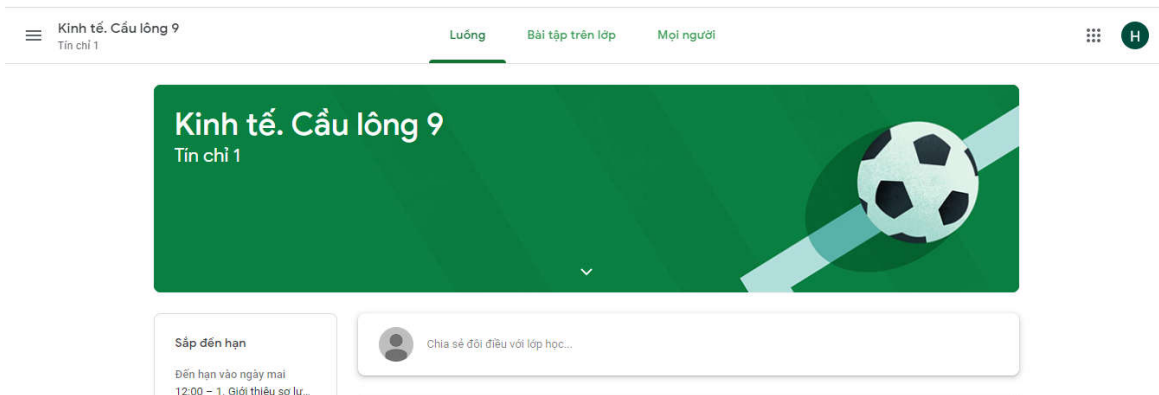 Kinh tế. Cầu lông 9
Tín chỉ 1
Luồng
Bài tập trên lớp
Mọi người
H
Kinh tế. Cầu lông 9
Tín chỉ 1
Sắp đến hạn
Đến hạn vào ngày mai
12:00 – 1. Giới thiệu sơ lư...
Chia sẻ đôi điều với lớp học...